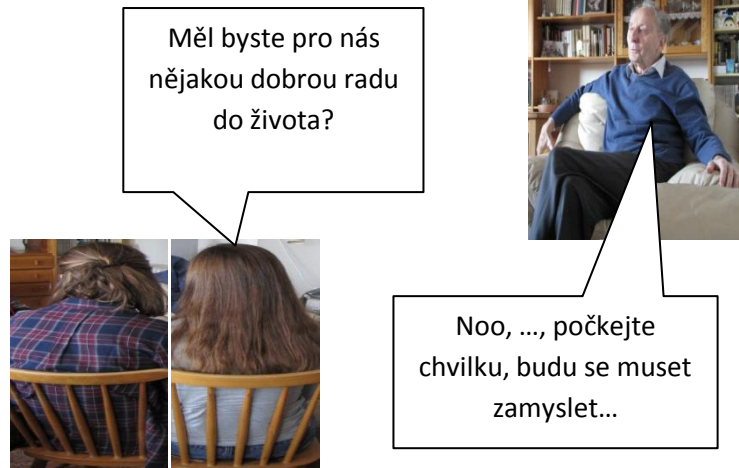 Měl byste pro nás
nějakou dobrou radu
do života?
Noo, …, počkejte
chvilku, budu se muset
zamyslet…